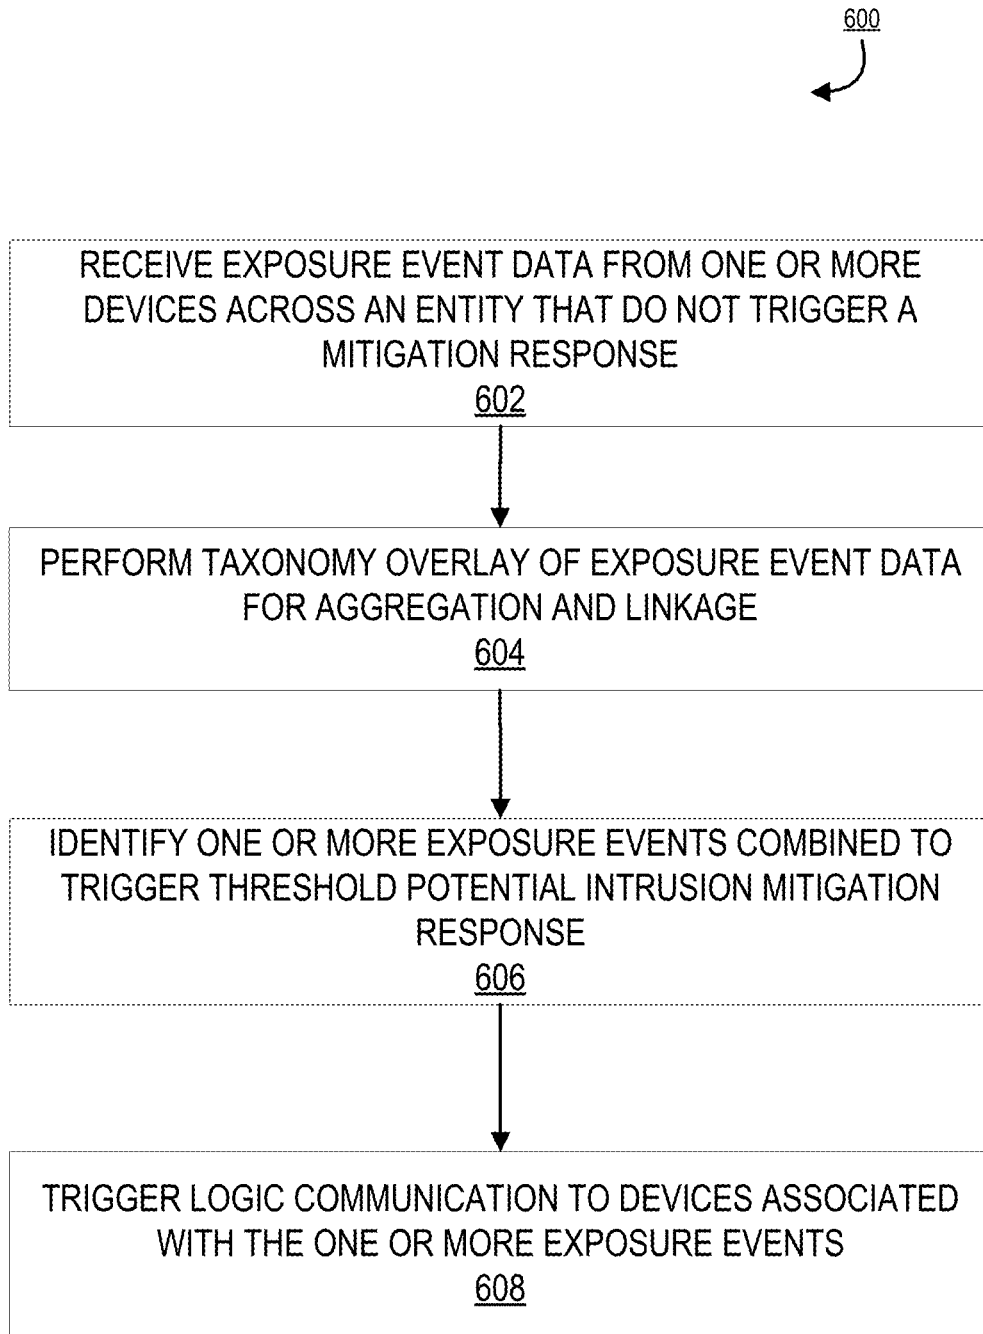 600
RECEIVE EXPOSURE EVENT DATA FROM ONE OR MORE
DEVICES ACROSS AN ENTITY THAT DO NOT TRIGGER A
MITIGATION RESPONSE
602
PERFORM TAXONOMY OVERLAY OF EXPOSURE EVENT DATA
FOR AGGREGATION AND LINKAGE
604
IDENTIFY ONE OR MORE EXPOSURE EVENTS COMBINED TO
TRIGGER THRESHOLD POTENTIAL INTRUSION MITIGATION
RESPONSE
606
TRIGGER LOGIC COMMUNICATION TO DEVICES ASSOCIATED
WITH THE ONE OR MORE EXPOSURE EVENTS
608